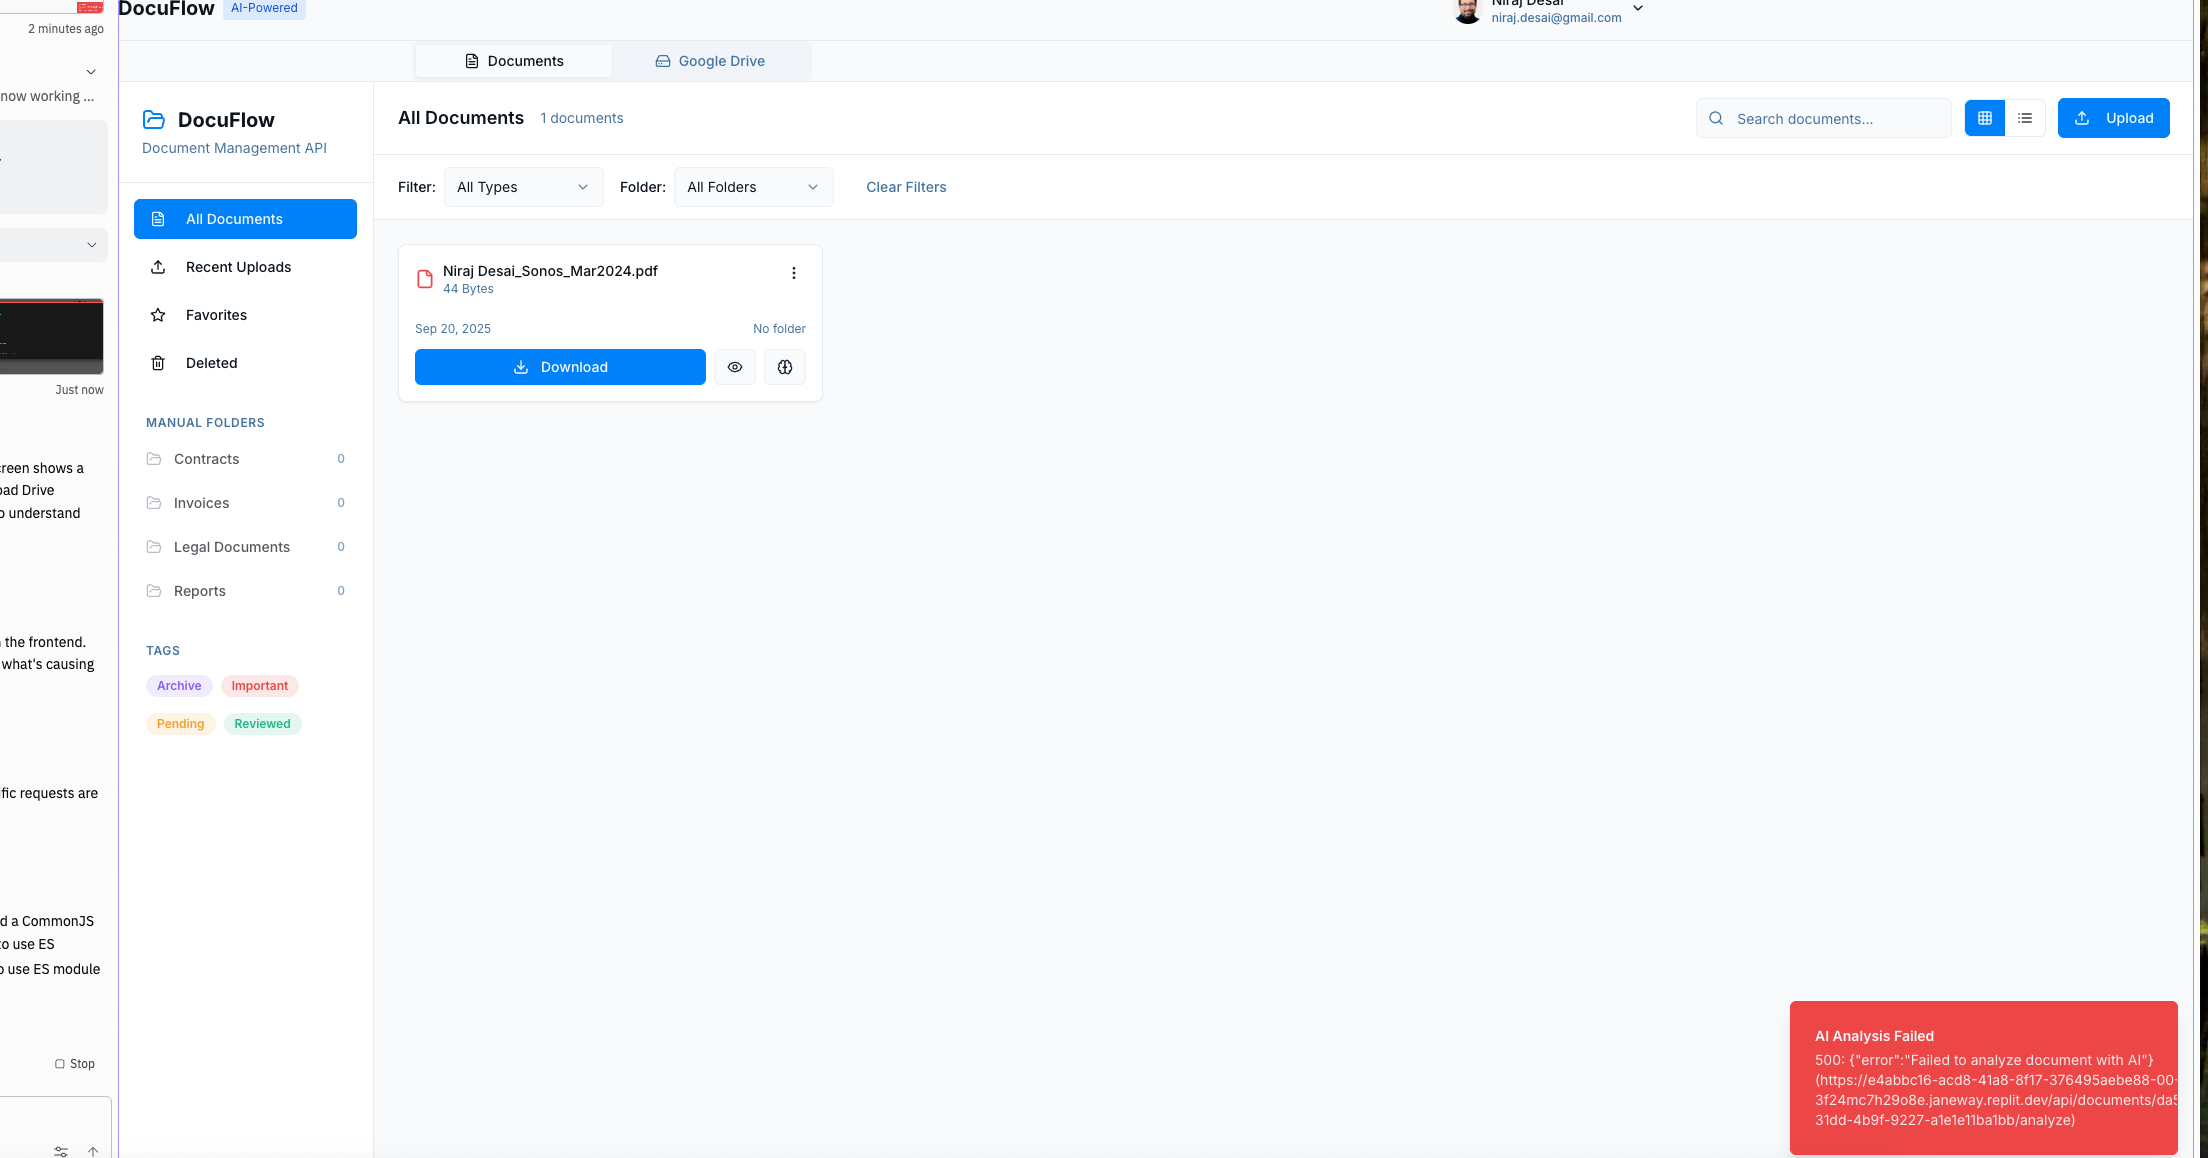 2 minutes ago
now working ...
Just now
creen shows a
oad Drive
o understand
the frontend.
what's causing
ific requests are
d a CommonJS
to use ES
o use ES module
Stop
DocuFlow AI-Powered
Niraj Desai
niraj.desai@gmail.com
Documents
Google Drive
DocuFlow
Document Management API
All Documents
Recent Uploads
Favorites
Deleted
MANUAL FOLDERS
Contracts 0
Invoices 0
Legal Documents 0
Reports 0
TAGS
Archive Important
Pending Reviewed
All Documents 1 documents
Search documents...
Upload
Filter: All Types Folder: All Folders Clear Filters
Niraj Desai_Sonos_Mar2024.pdf
44 Bytes
Sep 20, 2025 No folder
Download
AI Analysis Failed
500: {"error":"Failed to analyze document with AI"}
(https://e4abbc16-acd8-41a8-8f17-376495aebe88-00-
3f24mc7h29o8e.janeway.replit.dev/api/documents/da5
31dd-4b9f-9227-a1e1e11ba1bb/analyze)